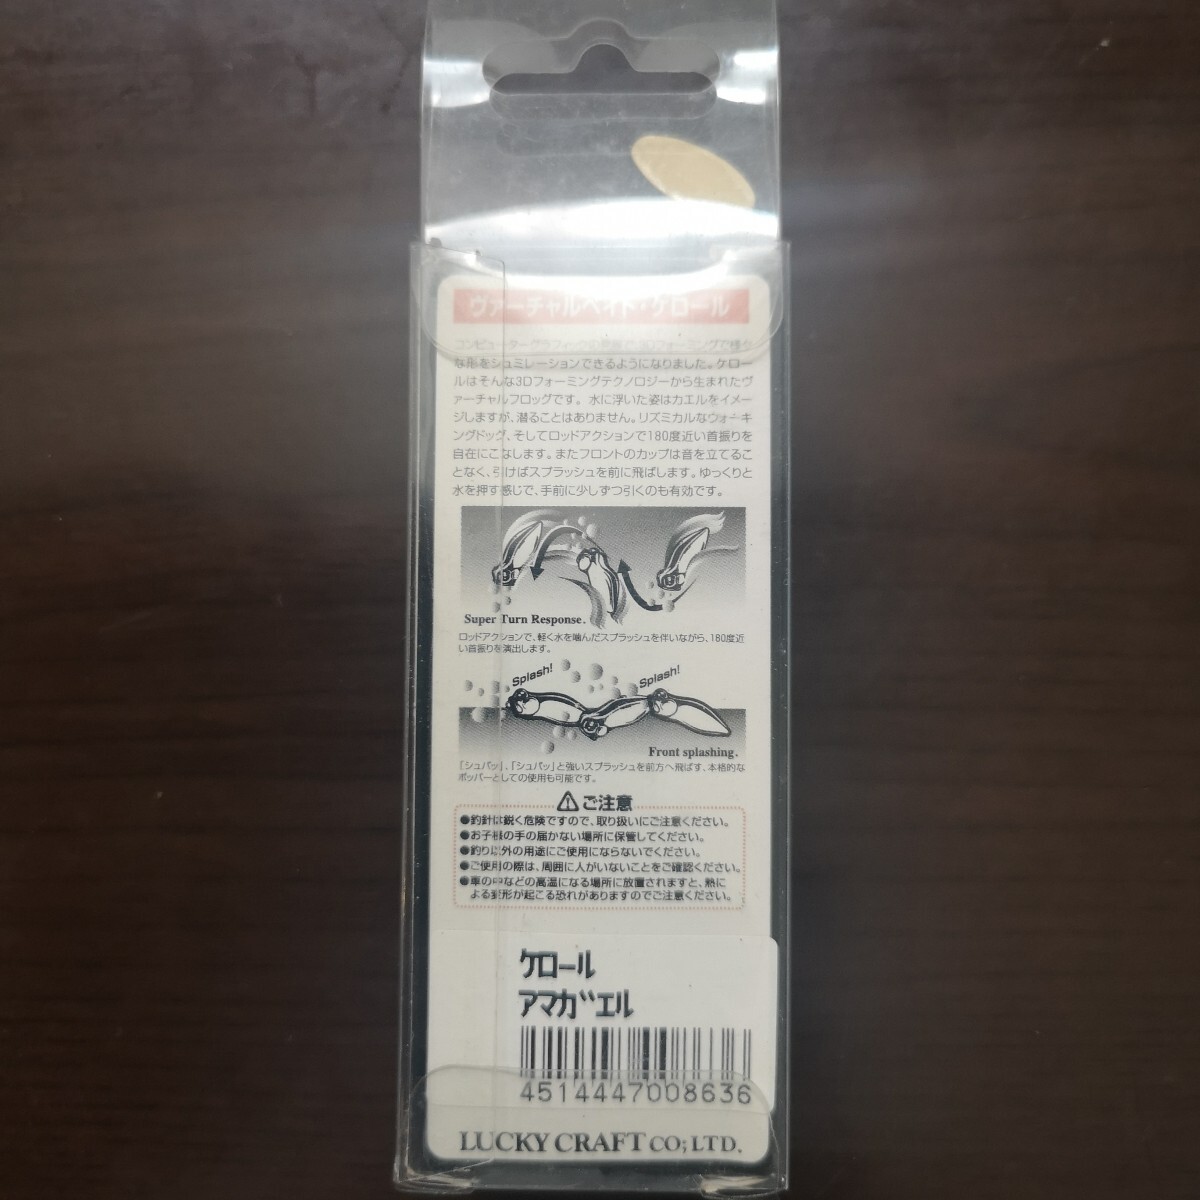 ヴァーチャルベイト・ケロール
コンピューターグラフィック フォーミングで様々
な形をシュミレーションできるようになりました。ケロー
ルはそんな3Dフォーミングテクノロジーから生まれたヴ
ァーチャルフロッグです。水に浮いた姿はカエルをイメー
ジしますが、潜ることはありません。リズミカルなウォーキ
ングドッグ、そしてロッドアクションで180度近い首振りを
自在にこなします。またフロントのカップは音を立てるこ
となく、引けばスプラッシュを前に飛ばします。ゆっくりと
水を押す感じで、手前に少しずつ引くのも有効です。
Super Turn Response.
ロッドアクションで、軽く水を噛んだスプラッシュを伴いながら、180度近
い首振りを演出します。
Splash!
Splash!
Front splashing.
「シュパッ」、「シュパッ」と強いスプラッシュを前方へ飛ばす、本格的な
ポッパーとしての使用も可能です。
⚠ご注意
●釣針は鋭く危険ですので、取り扱いにご注意ください。
●お子様の手の届かない場所に保管してください。
●釣り以外の用途にご使用にならないでください。
●ご使用の際は、周囲に人がいないことをご確認ください。
●車の中などの高温になる場所に放置されますと、熱に
よる変形が起こる恐れがありますのでご注意ください。
ケロール
アマガエル
4514447008636
LUCKY CRAFT CO; LTD.